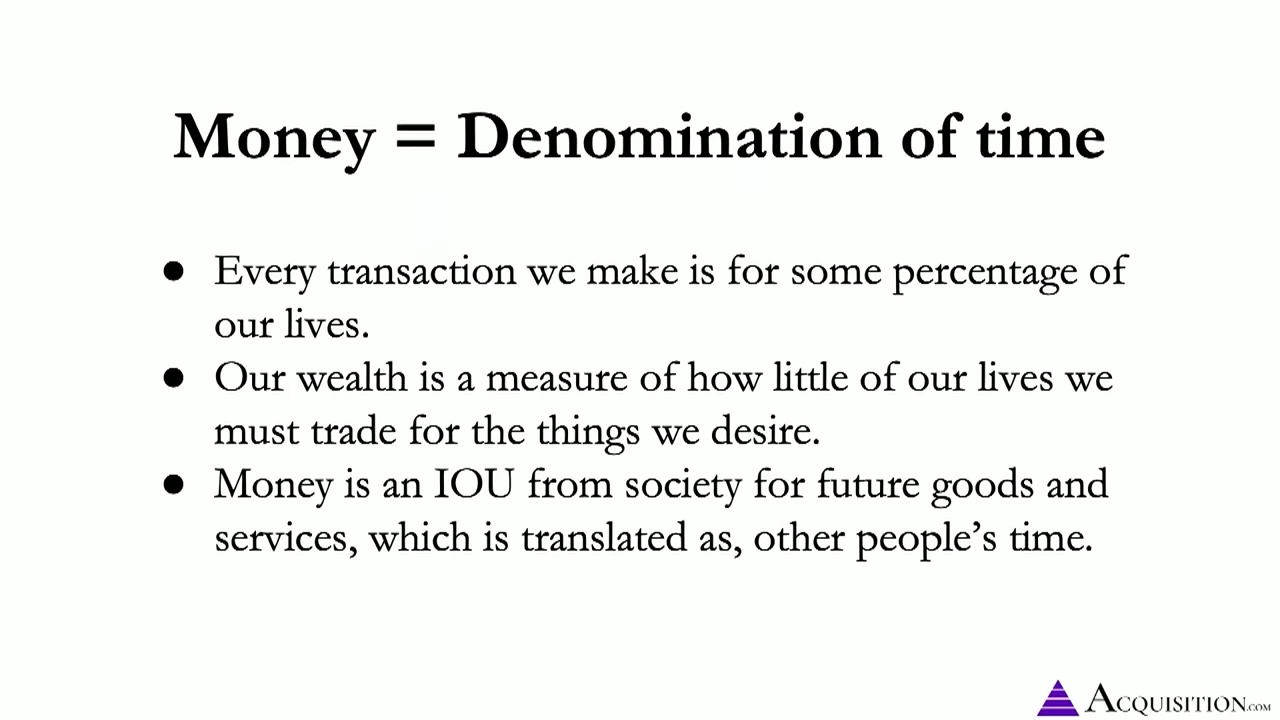 Money = Denomination of time
● Every transaction we make is for some percentage of
our lives.
● Our wealth is a measure of how little of our lives we
must trade for the things we desire.
● Money is an IOU from society for future goods and
services, which is translated as, other people’s time.
ACQUISITION.COM